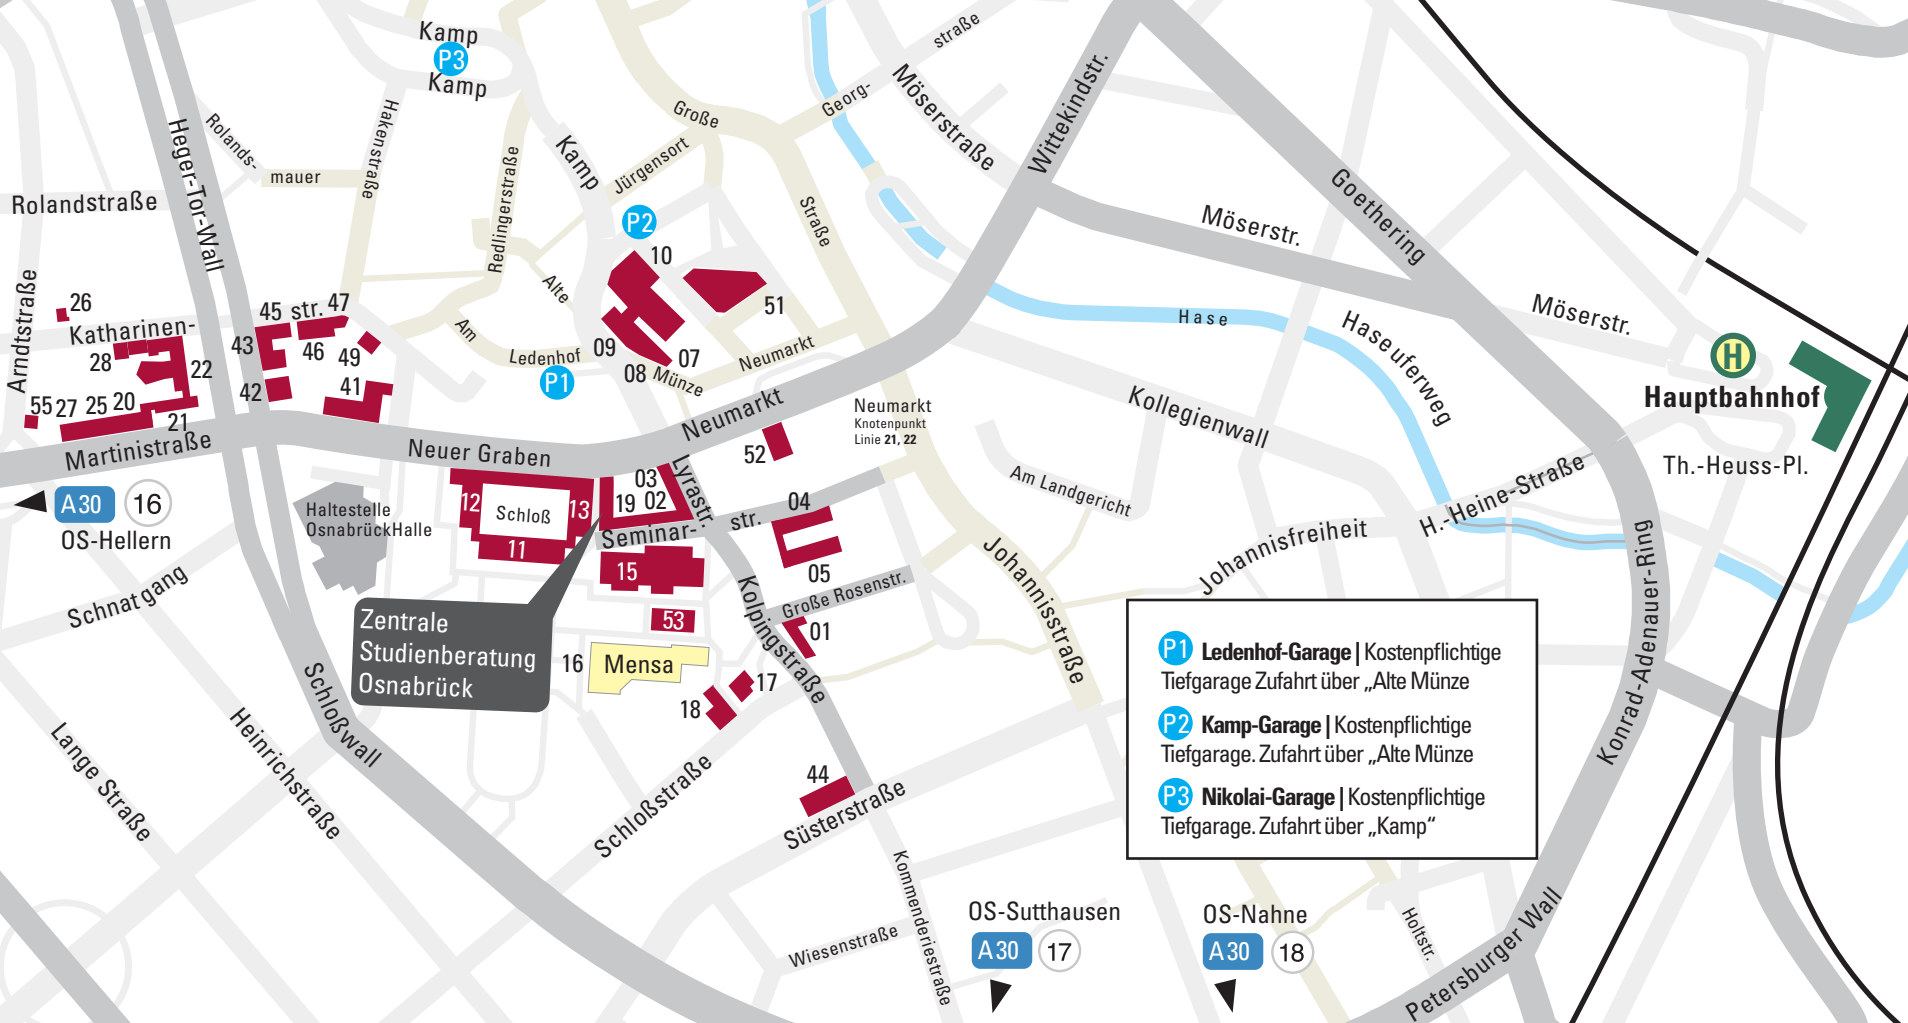 Kamp
P3
Kamp
straße
Georg-
Große
Straße
Möserstraße
Wittekindstr.
Goethering
Heger-Tor-Wall
Rolands-
mauer
Hakenstraße
Redlingerstraße
Kamp
Jürgensort
Rolandstraße
P2
Möserstr.
Möserstr.
Hase
Haseuferweg
H
Hauptbahnhof
Th.-Heuss-Pl.
Arndtstraße
26
Katharinen-
45
str.
47
43
46
49
28
22
42
41
55
27
25
20
21
Martinistraße
Am
Ledenhof
Alte
Münze
P1
10
51
09
07
08
Neumarkt
Neumarkt
Neumarkt
Knotenpunkt
Linie 21, 22
Kollegienwall
Am Landgericht
Neuer Graben
52
03
19
02
Lyrastr.
04
12
Schloß
13
11
Seminar-
str.
15
05
Haltestelle
OsnabrückHalle
A30
16
OS-Hellern
Schnatgang
Zentrale
Studienberatung
Osnabrück
53
16
Mensa
17
18
01
Große Rosenstr.
Kolpingstraße
Johannisstraße
Johannisfreiheit
H.-Heine-Straße
Konrad-Adenauer-Ring
Schloßwall
Heinrichstraße
Lange Straße
Schloßstraße
44
Süsterstraße
Kommenderiestraße
Wiesenstraße
P1 Ledenhof-Garage | Kostenpflichtige
Tiefgarage Zufahrt über „Alte Münze
P2 Kamp-Garage | Kostenpflichtige
Tiefgarage. Zufahrt über „Alte Münze
P3 Nikolai-Garage | Kostenpflichtige
Tiefgarage. Zufahrt über „Kamp“
OS-Sutthausen
A30
17
OS-Nahne
A30
18
Holtstr.
Petersburger Wall